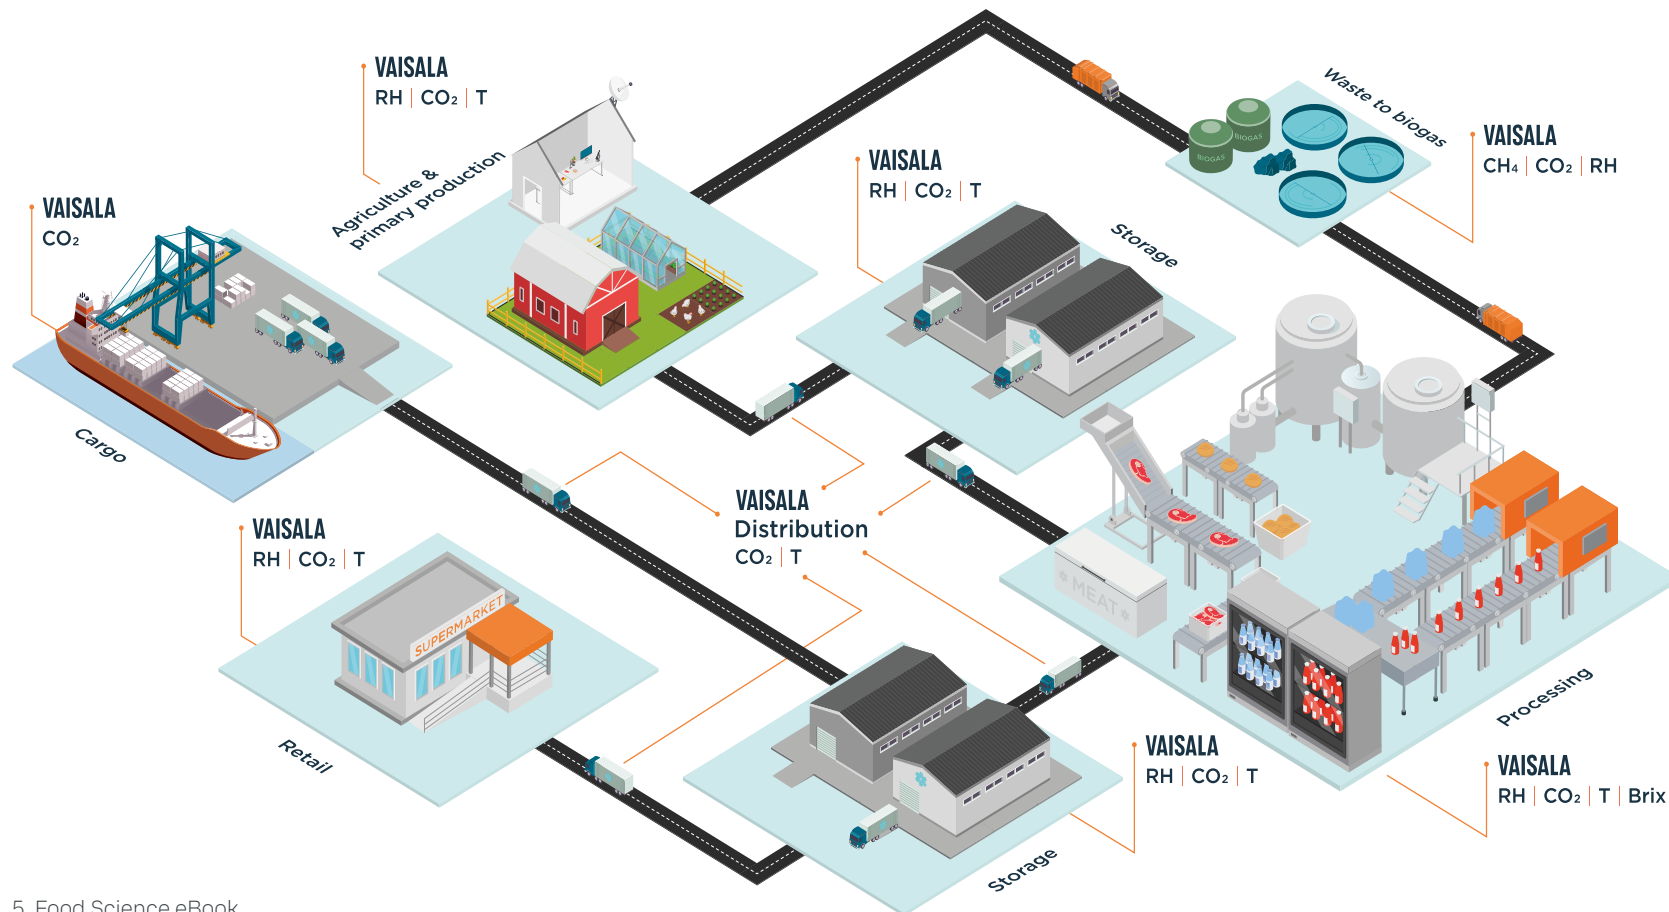 VAISALA
RH | CO₂ | T
Agriculture &
primary production
VAISALA
CO₂
Cargo
Waste to biogas
BIOGAS
BIOGAS
VAISALA
CH₄ | CO₂ | RH
VAISALA
RH | CO₂ | T
Storage
VAISALA
Distribution
CO₂ | T
VAISALA
RH | CO₂ | T
SUPERMARKET
Retail
MEAT
Processing
VAISALA
RH | CO₂ | T | Brix
VAISALA
RH | CO₂ | T
Storage
5 Food Science eBook